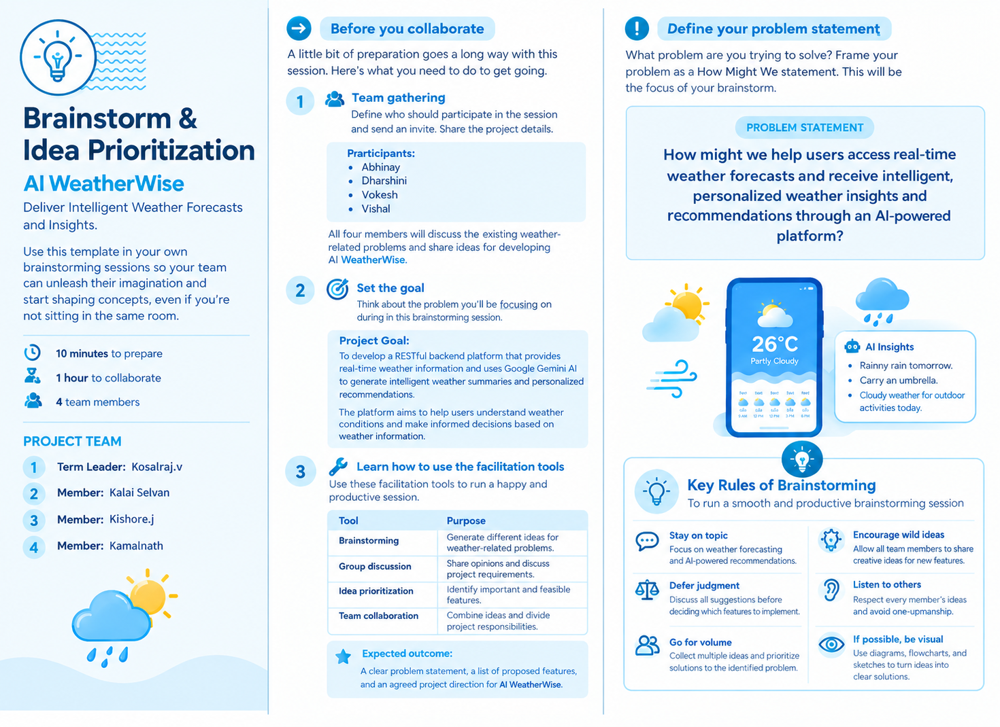 Brainstorm &
Idea Prioritization
AI WeatherWise
Deliver Intelligent Weather Forecasts
and Insights.
Use this template in your own
brainstorming sessions so your team
can unleash their imagination and
start shaping concepts, even if you're
not sitting in the same room.
10 minutes to prepare
1 hour to collaborate
4 team members
PROJECT TEAM
1 Term Leader: Kosalraj.v
2 Member: Kalai Selvan
3 Member: Kishore.j
4 Member: Kamalnath
Before you collaborate
A little bit of preparation goes a long way with this
session. Here's what you need to do to get going.
1 Team gathering
Define who should participate in the session
and send an invite. Share the project details.
Prarticipants:
• Abhinay
• Dharshini
• Vokesh
• Vishal
All four members will discuss the existing weather-
related problems and share ideas for developing
AI WeatherWise.
2 Set the goal
Think about the problem you'll be focusing on
during in this brainstorming session.
Project Goal:
To develop a RESTful backend platform that provides
real-time weather information and uses Google Gemini AI
to generate intelligent weather summaries and personalized
recommendations.
The platform aims to help users understand weather
conditions and make informed decisions based on
weather information.
3 Learn how to use the facilitation tools
Use these facilitation tools to run a happy and
productive session.
Tool Purpose
Brainstorming Generate different ideas for
weather-related problems.
Group discussion Share opinions and discuss
project requirements.
Idea prioritization Identify important and feasible
features.
Team collaboration Combine ideas and divide
project responsibilities.
Expected outcome:
A clear problem statement, a list of proposed features,
and an agreed project direction for AI WeatherWise.
! Define your problem statement
What problem are you trying to solve? Frame your
problem as a How Might We statement. This will be
the focus of your brainstorm.
PROBLEM STATEMENT
How might we help users access real-time
weather forecasts and receive intelligent,
personalized weather insights and
recommendations through an AI-powered
platform?
26°C
Partly Cloudy
9 AM 12 PM 12 PM 3 PM 6 PM
AI Insights
• Rainny rain tomorrow.
• Carry an umbrella.
• Cloudy weather for outdoor
activities today.
Key Rules of Brainstorming
To run a smooth and productive brainstorming session
Stay on topic
Focus on weather forecasting
and AI-powered recommendations.
Encourage wild ideas
Allow all team members to share
creative ideas for new features.
Defer judgment
Discuss all suggestions before
deciding which features to implement.
Listen to others
Respect every member's ideas
and avoid one-upmanship.
Go for volume
Collect multiple ideas and prioritize
solutions to the identified problem.
If possible, be visual
Use diagrams, flowcharts, and
sketches to turn ideas into
clear solutions.